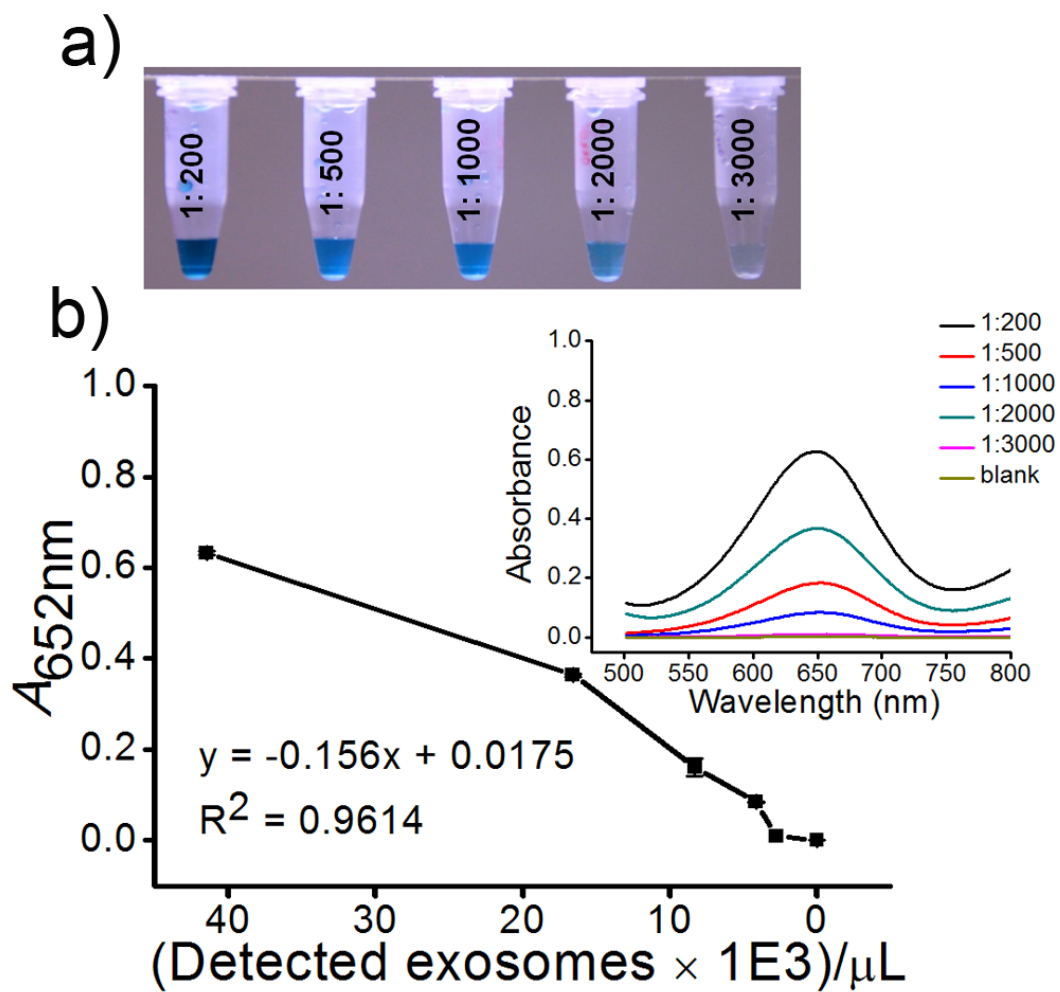 a)
1: 200
1: 500
1: 1000
1: 2000
1: 3000
b)
1.0
0.8
0.6
0.4
0.2
0.0
A652nm
y = -0.156x + 0.0175
R² = 0.9614
40 30 20 10 0
(Detected exosomes × 1E3)/μL
1.0
0.8
0.6
0.4
0.2
0.0
Absorbance
500 550 600 650 700 750 800
Wavelength (nm)
1:200
1:500
1:1000
1:2000
1:3000
blank